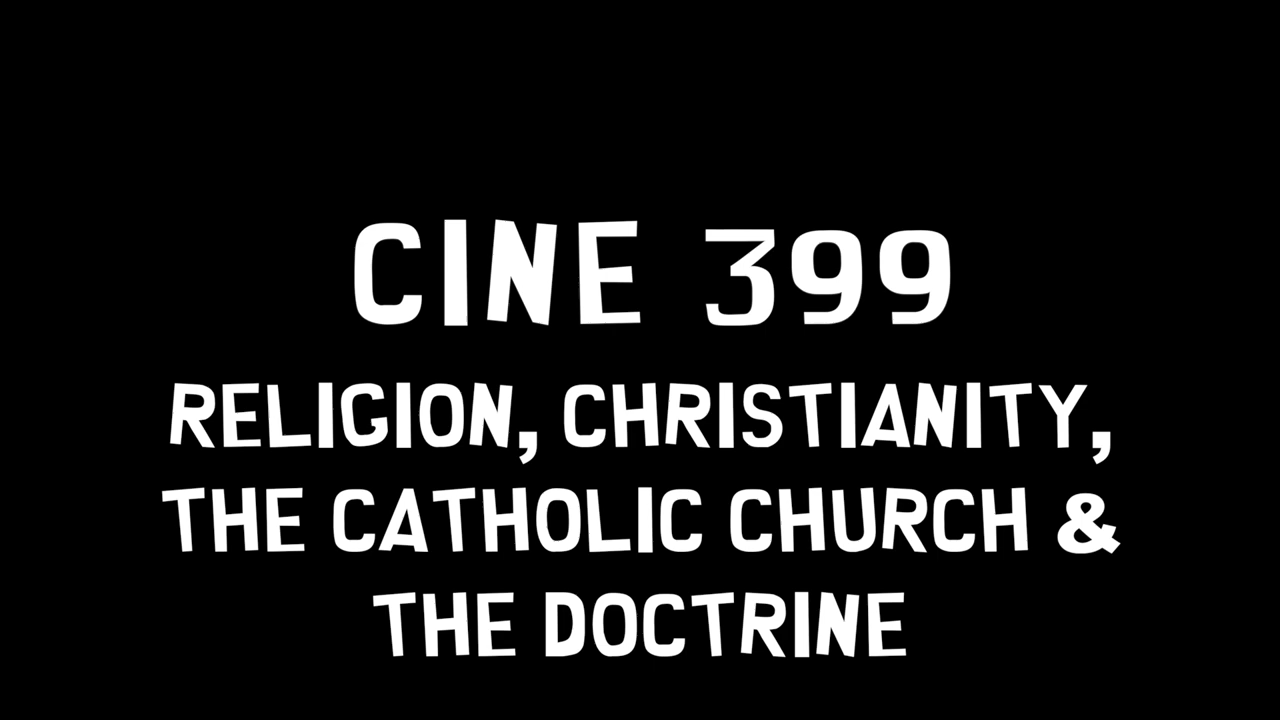 CINE 399
RELIGION, CHRISTIANITY,
THE CATHOLIC CHURCH &
THE DOCTRINE